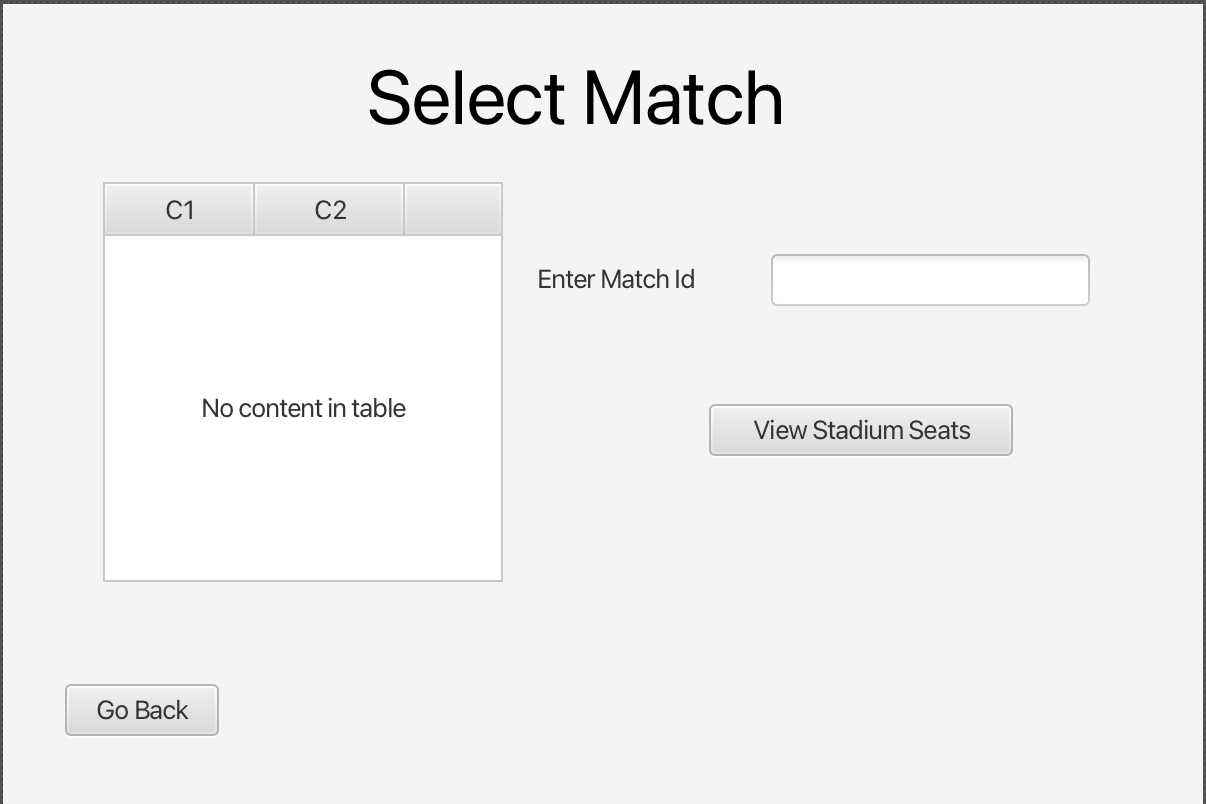 Select Match
C1 C2
Enter Match Id
No content in table
View Stadium Seats
Go Back